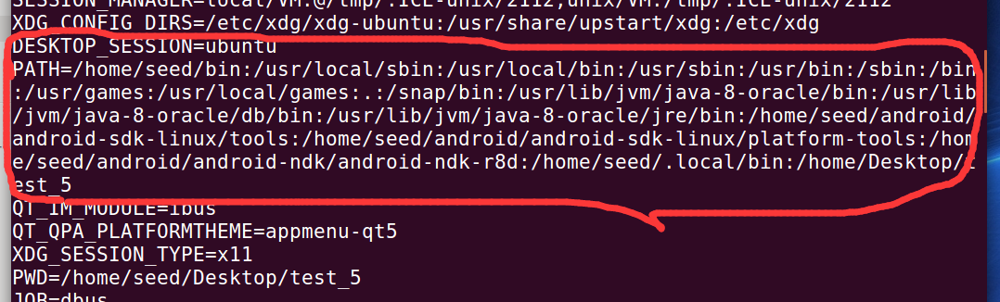 SESSION_MANAGER=local/VM:@/tmp/.ICE-unix/2112,unix/VM:/tmp/.ICE-unix/2112
XDG_CONFIG_DIRS=/etc/xdg/xdg-ubuntu:/usr/share/upstart/xdg:/etc/xdg
DESKTOP_SESSION=ubuntu
PATH=/home/seed/bin:/usr/local/sbin:/usr/local/bin:/usr/sbin:/usr/bin:/sbin:/bin
:/usr/games:/usr/local/games:.:/snap/bin:/usr/lib/jvm/java-8-oracle/bin:/usr/lib
/jvm/java-8-oracle/db/bin:/usr/lib/jvm/java-8-oracle/jre/bin:/home/seed/android/
android-sdk-linux/tools:/home/seed/android/android-sdk-linux/platform-tools:/hom
e/seed/android/android-ndk/android-ndk-r8d:/home/seed/.local/bin:/home/Desktop/t
est_5
QT_IM_MODULE=ibus
QT_QPA_PLATFORMTHEME=appmenu-qt5
XDG_SESSION_TYPE=x11
PWD=/home/seed/Desktop/test_5
JOB=dbus